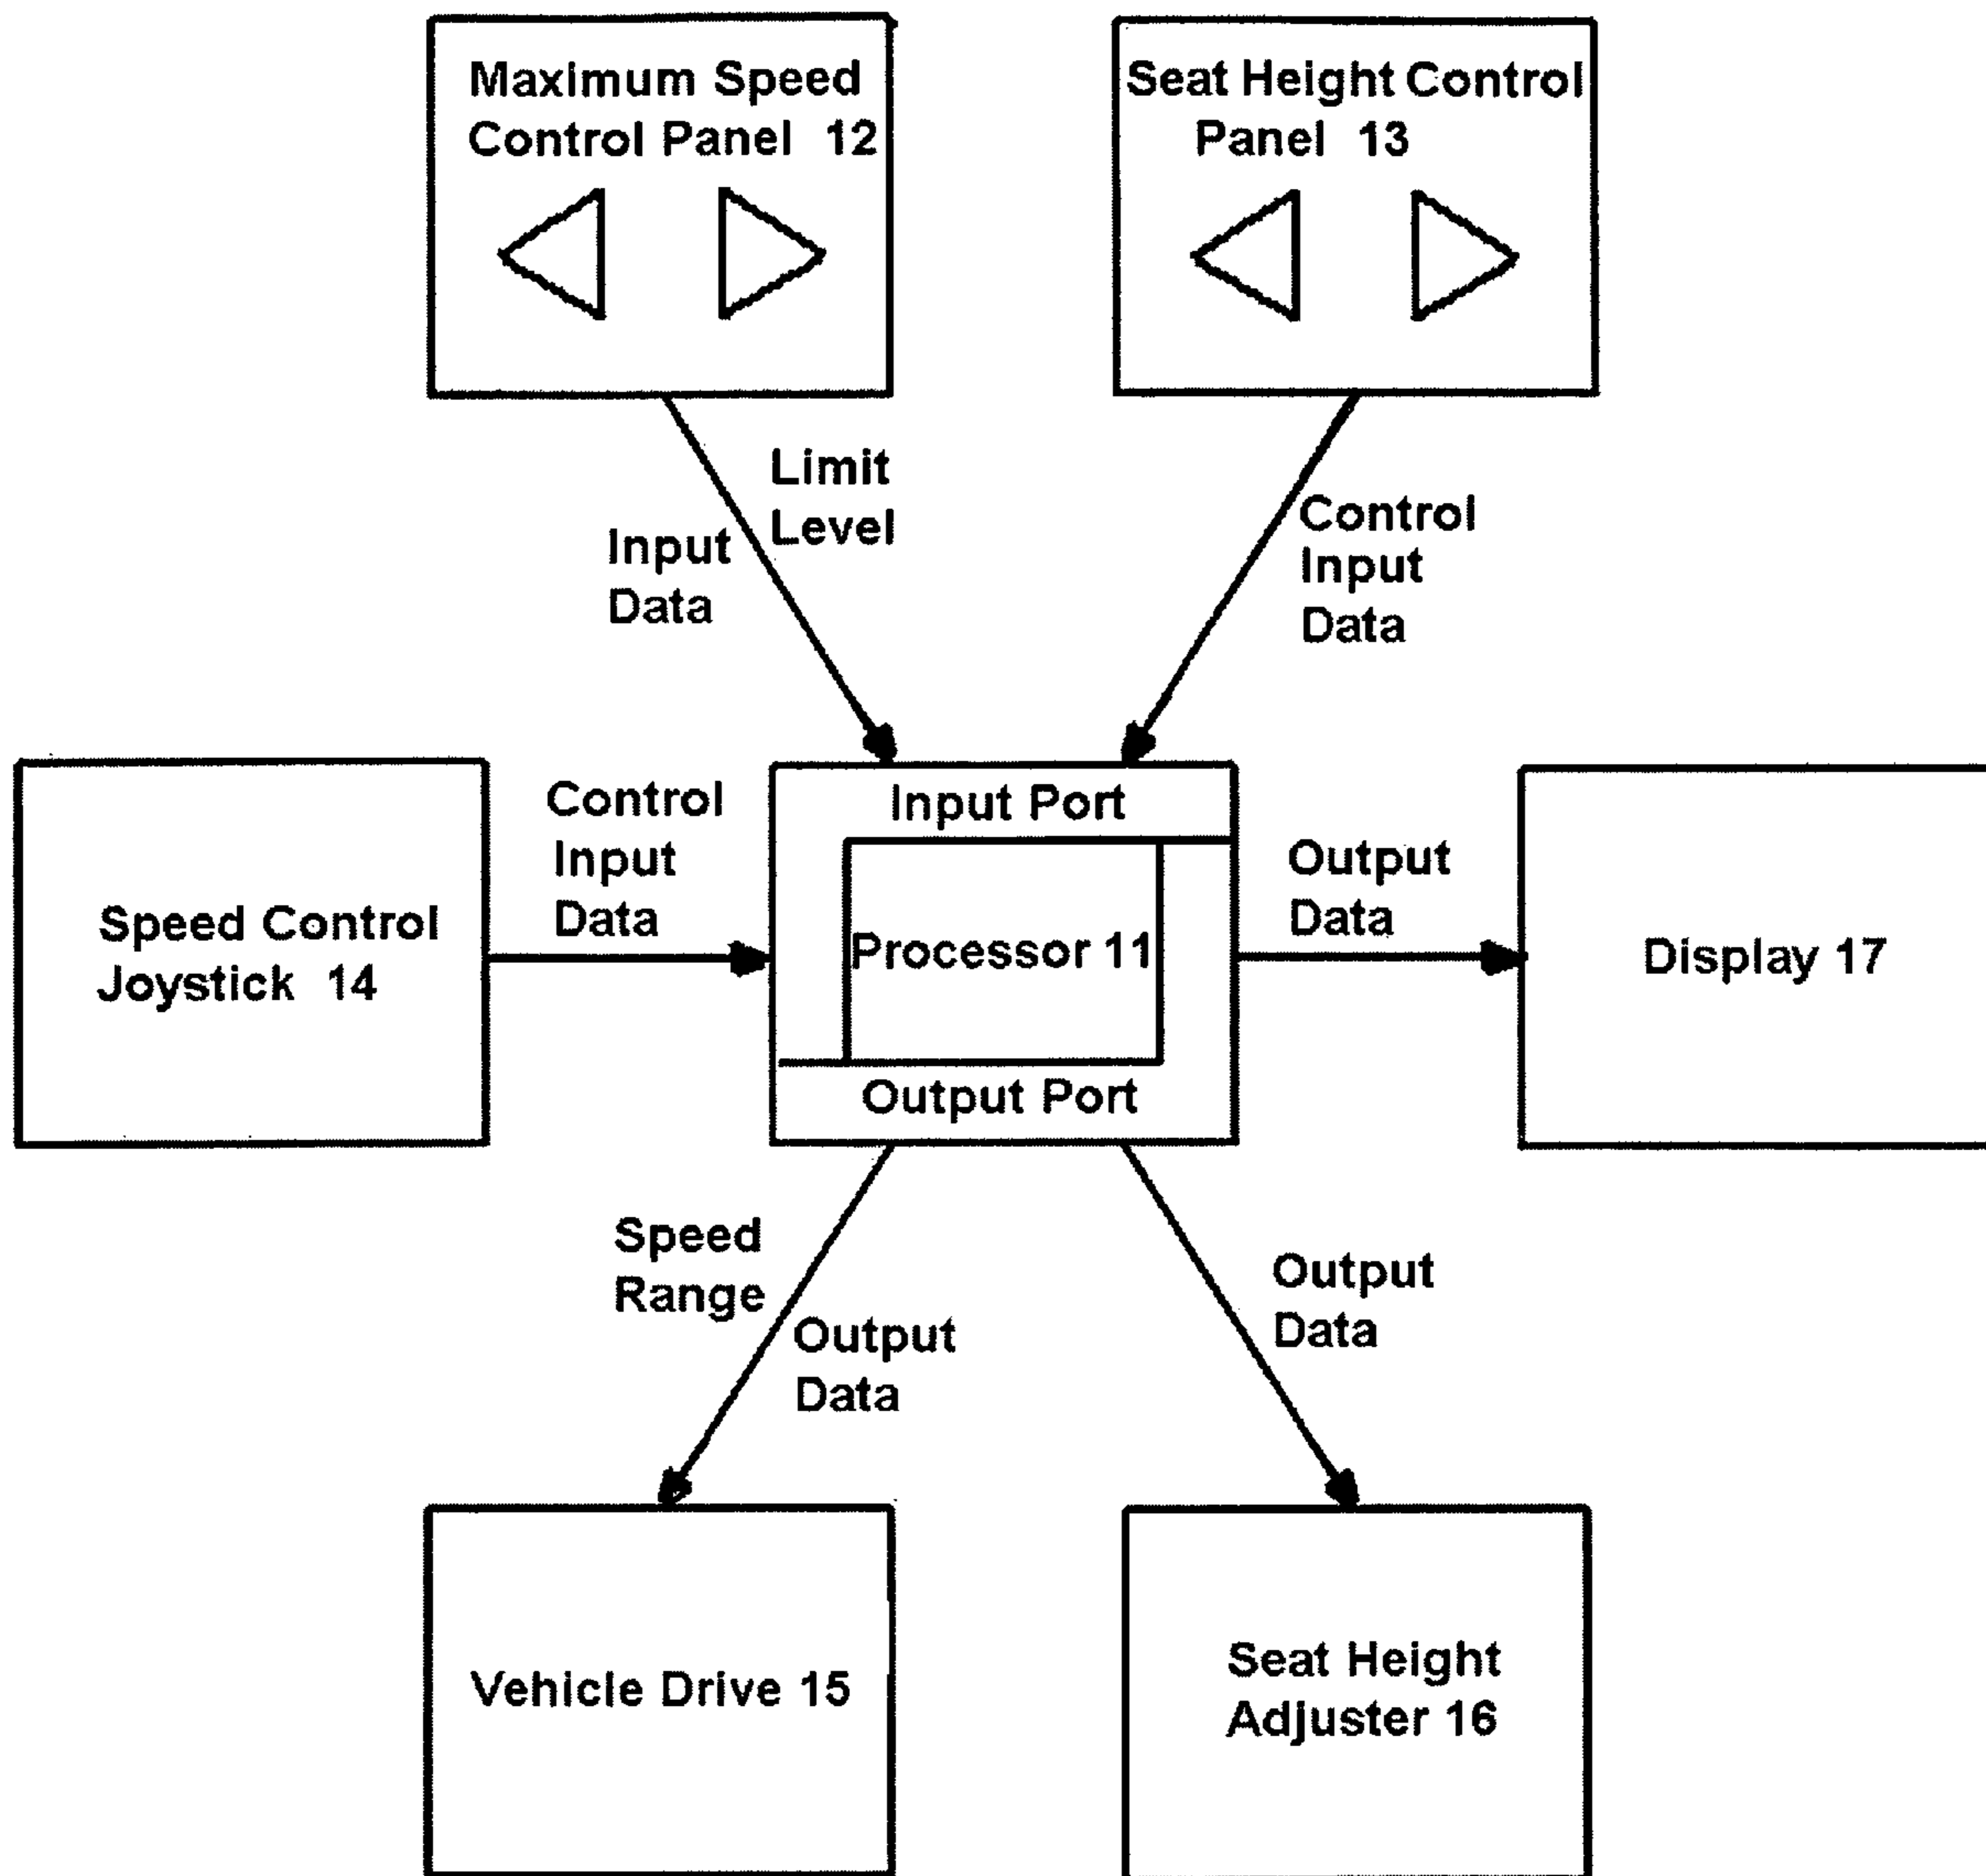 Maximum Speed
Control Panel 12
Seat Height Control
Panel 13
Limit
Level
Input
Data
Control
Input
Data
Speed Control
Joystick 14
Control
Input
Data
Input Port
Processor 11
Output Port
Output
Data
Display 17
Speed
Range
Output
Data
Output
Data
Vehicle Drive 15
Seat Height
Adjuster 16